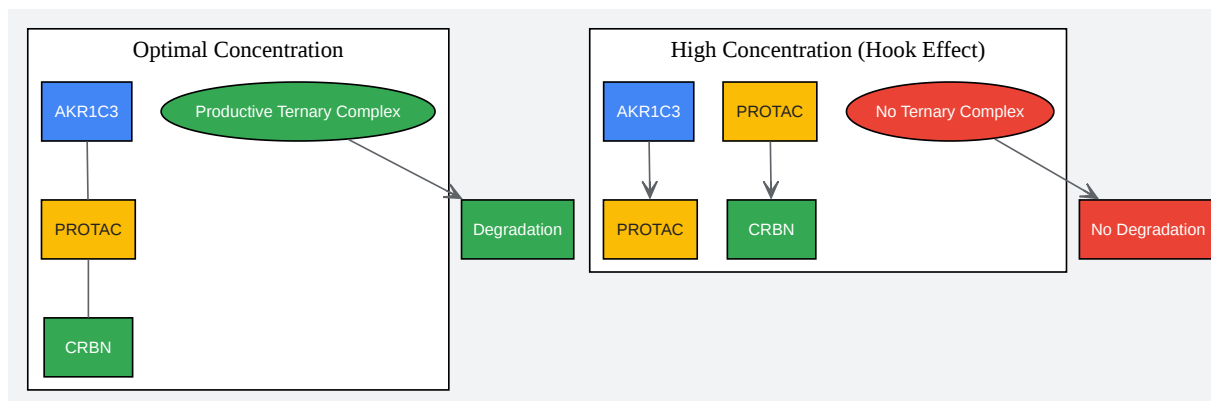 Optimal Concentration
AKR1C3
Productive Ternary Complex
PROTAC
Degradation
CRBN
High Concentration (Hook Effect)
AKR1C3
PROTAC
No Ternary Complex
PROTAC
CRBN
No Degradation